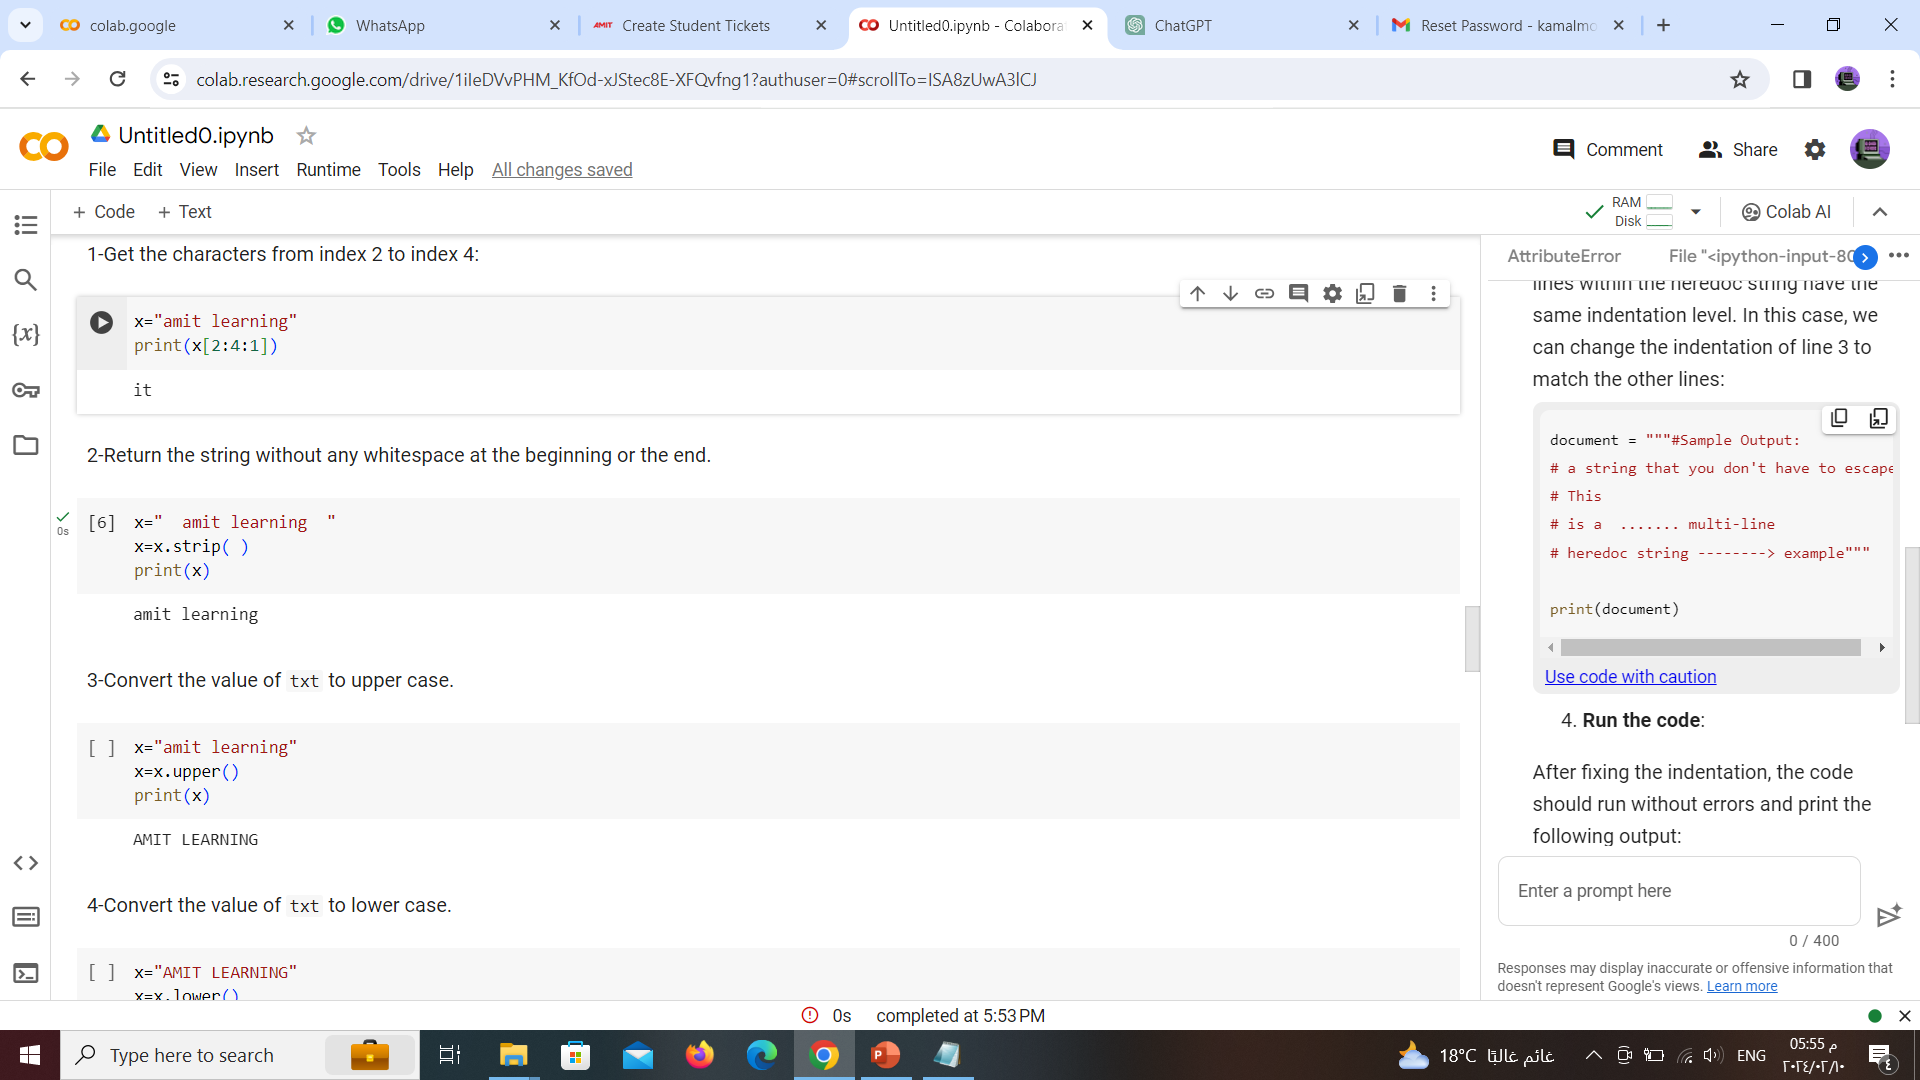 colab.google
WhatsApp
AMIT Create Student Tickets
Untitled0.ipynb - Colabora
ChatGPT
Reset Password - kamalmo
colab.research.google.com/drive/1iIeDVvPHM_KfOd-xJStec8E-XFQvfng1?authuser=0#scrollTo=ISA8zUwA3lCJ
Untitled0.ipynb
File Edit View Insert Runtime Tools Help All changes saved
Comment Share
+ Code + Text
RAM
Disk
Colab AI
1-Get the characters from index 2 to index 4:
x="amit learning"
print(x[2:4:1])
it
2-Return the string without any whitespace at the beginning or the end.
0s
[6] x="  amit learning  "
x=x.strip( )
print(x)
amit learning
3-Convert the value of txt to upper case.
[ ] x="amit learning"
x=x.upper()
print(x)
AMIT LEARNING
4-Convert the value of txt to lower case.
[ ] x="AMIT LEARNING"
x=x.lower()
AttributeError File "<ipython-input-80
lines within the heredoc string have the
same indentation level. In this case, we
can change the indentation of line 3 to
match the other lines:
document = """#Sample Output:
# a string that you don't have to escape
# This
# is a  ....... multi-line
# heredoc string --------> example"""
print(document)
Use code with caution
4. Run the code:
After fixing the indentation, the code
should run without errors and print the
following output:
Enter a prompt here
0 / 400
Responses may display inaccurate or offensive information that
doesn't represent Google's views. Learn more
0s completed at 5:53 PM
Type here to search
18°C غائم غالبًا
ENG
05:55 م
٢٠٢٤/٠٢/١٠
٤